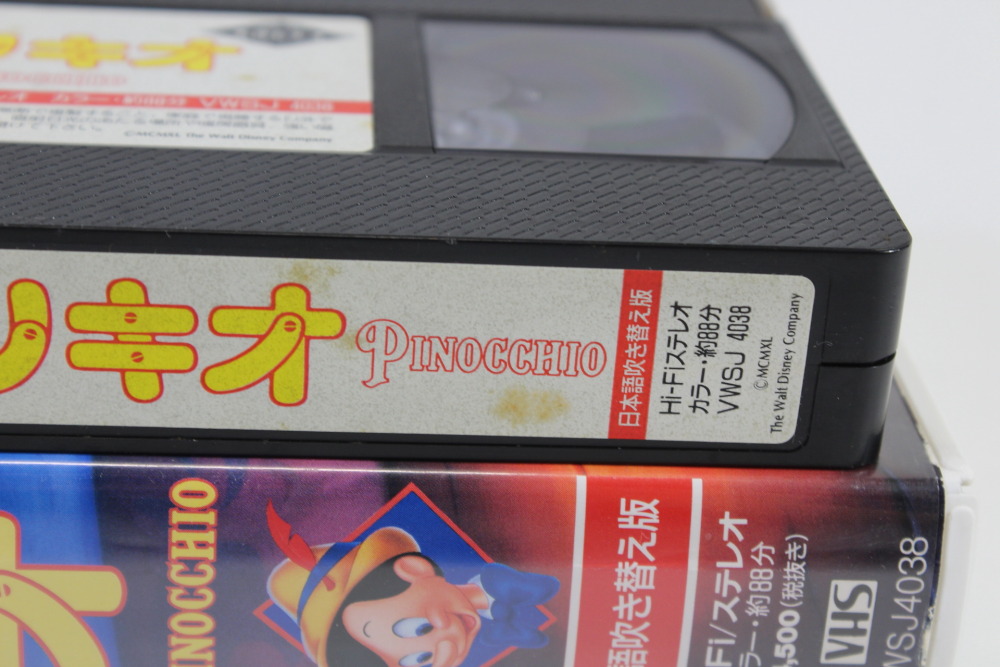 キオ
カラー・約88分 VWSJ 4038
©MCMXL The Walt Disney Company
キオ
PINOCCHIO
日本語吹き替え版
Hi-Fiステレオ
カラー・約88分
VWSJ 4038
©MCMXL
The Walt Disney Company
PINOCCHIO
語吹き替え版
Fi/ステレオ
ラー・約88分
,500(税抜き)
VHS
VWSJ4038